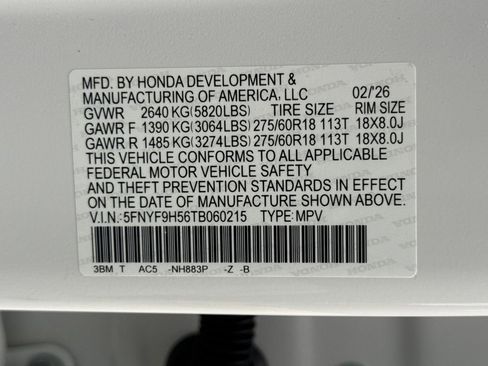 MFD. BY HONDA DEVELOPMENT &
MANUFACTURING OF AMERICA, LLC 02/'26
GVWR 2640 KG(5820LBS) TIRE SIZE RIM SIZE
GAWR F 1390 KG(3064LBS) 275/60R18 113T 18X8.0J
GAWR R 1485 KG(3274LBS) 275/60R18 113T 18X8.0J
THIS VEHICLE CONFORMS TO ALL APPLICABLE
FEDERAL MOTOR VEHICLE SAFETY
AND THEFT PREVENTION STANDARDS IN EFFECT
ON THE DATE OF MANUFACTURE SHOWN ABOVE.
V.I.N.:5FNYF9H56TB060215 TYPE:MPV
3BM T AC5 -NH883P -Z -B